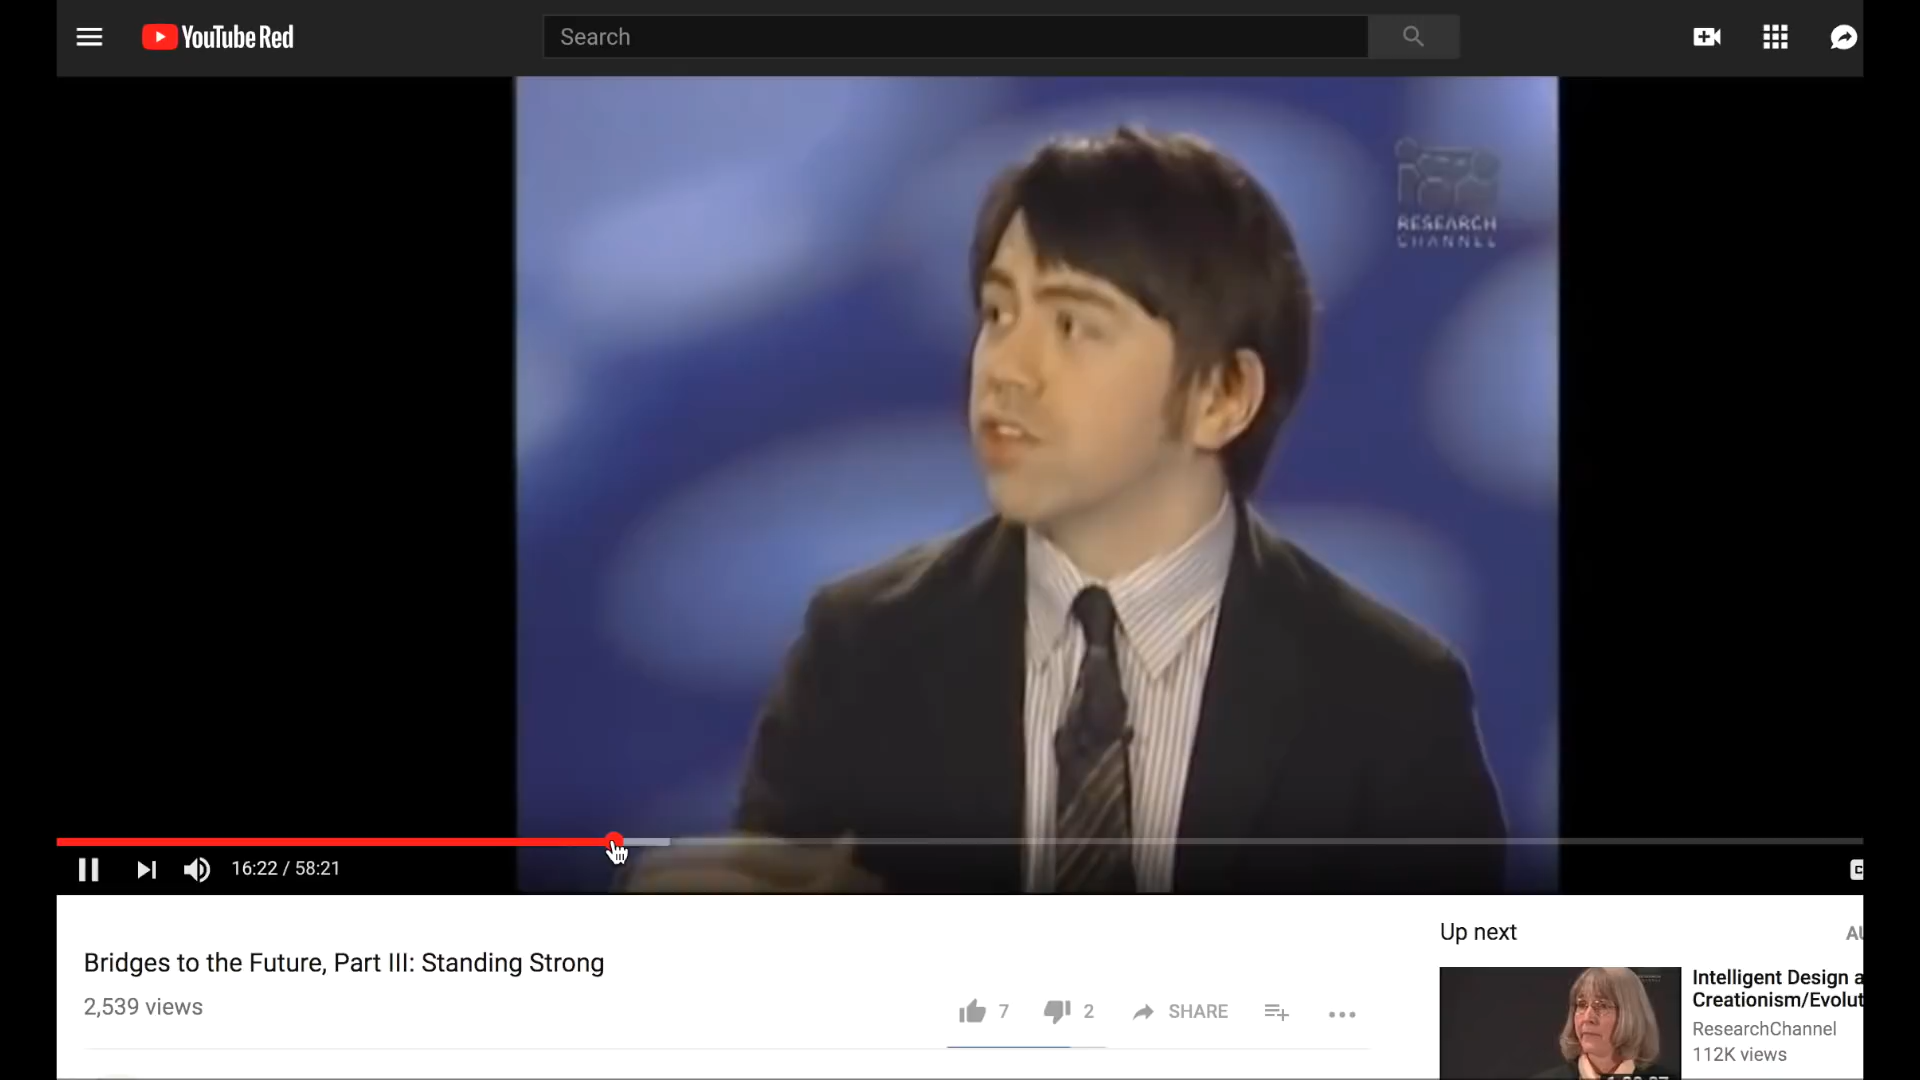 YouTube Red
Search
RESEARCH
CHANNEL
16:22 / 58:21
Bridges to the Future, Part III: Standing Strong
2,539 views
7
2
SHARE
Up next
Intelligent Design a
Creationism/Evolut
ResearchChannel
112K views